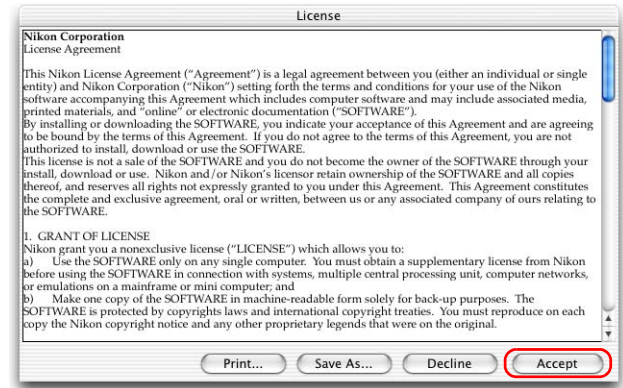 License
Nikon Corporation
License Agreement
This Nikon License Agreement (“Agreement”) is a legal agreement between you (either an individual or single
entity) and Nikon Corporation (“Nikon”) setting forth the terms and conditions for your use of the Nikon
software accompanying this Agreement which includes computer software and may include associated media,
printed materials, and “online” or electronic documentation (“SOFTWARE”).
By installing or downloading the SOFTWARE, you indicate your acceptance of this Agreement and are agreeing
to be bound by the terms of this Agreement.  If you do not agree to the terms of this Agreement, you are not
authorized to install, download or use the SOFTWARE.
This license is not a sale of the SOFTWARE and you do not become the owner of the SOFTWARE through your
install, download or use.  Nikon and/or Nikon’s licensor retain ownership of the SOFTWARE and all copies
thereof, and reserves all rights not expressly granted to you under this Agreement.  This Agreement constitutes
the complete and exclusive agreement, oral or written, between us or any associated company of ours relating to
the SOFTWARE.
1. GRANT OF LICENSE
Nikon grant you a nonexclusive license (“LICENSE”) which allows you to:
a) Use the SOFTWARE only on any single computer.  You must obtain a supplementary license from Nikon
before using the SOFTWARE in connection with systems, multiple central processing unit, computer networks,
or emulations on a mainframe or mini computer; and
b) Make one copy of the SOFTWARE in machine-readable form solely for back-up purposes.  The
SOFTWARE is protected by copyrights laws and international copyright treaties.  You must reproduce on each
copy the Nikon copyright notice and any other proprietary legends that were on the original.
Print... Save As... Decline Accept